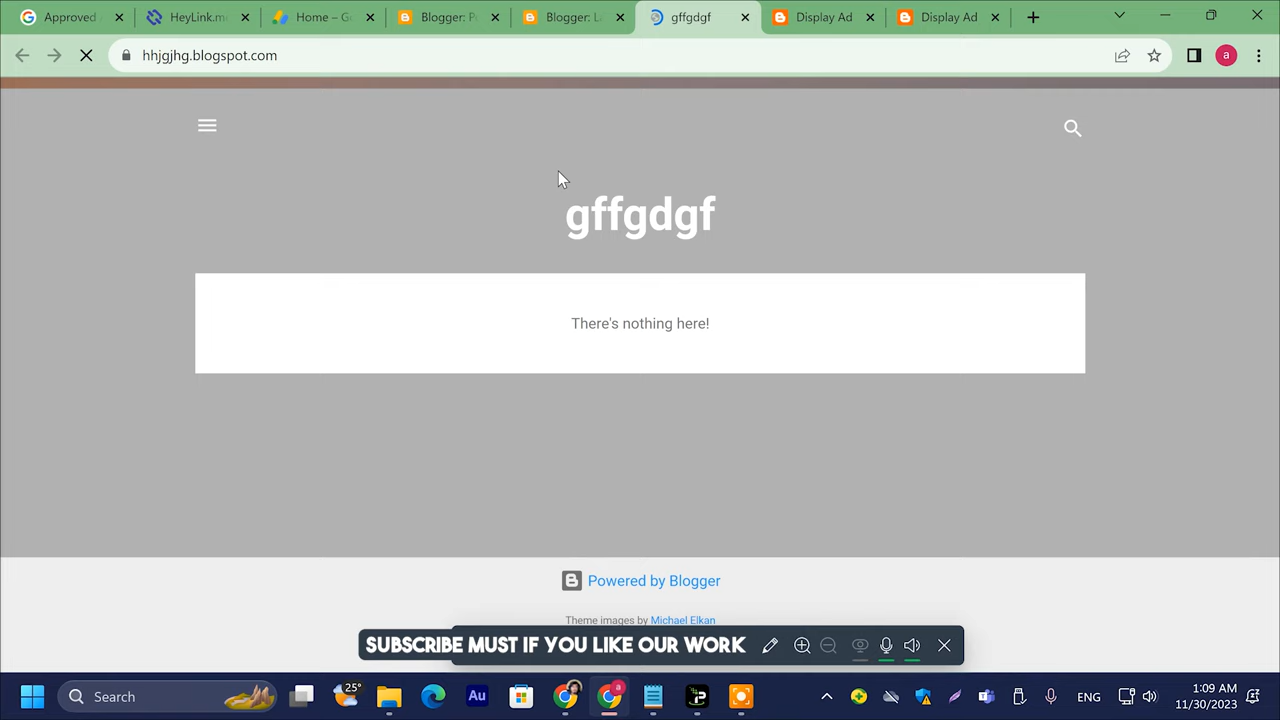 Approved
HeyLink.m
Home – G
Blogger: P
Blogger: L
gffgdgf
Display Ad
Display Ad
hhjgjhg.blogspot.com
a
gffgdgf
There's nothing here!
Powered by Blogger
Theme images by Michael Elkan
SUBSCRIBE MUST IF YOU LIKE OUR WORK
Search
25°
Au
a
ENG
1:09 AM
11/30/2023